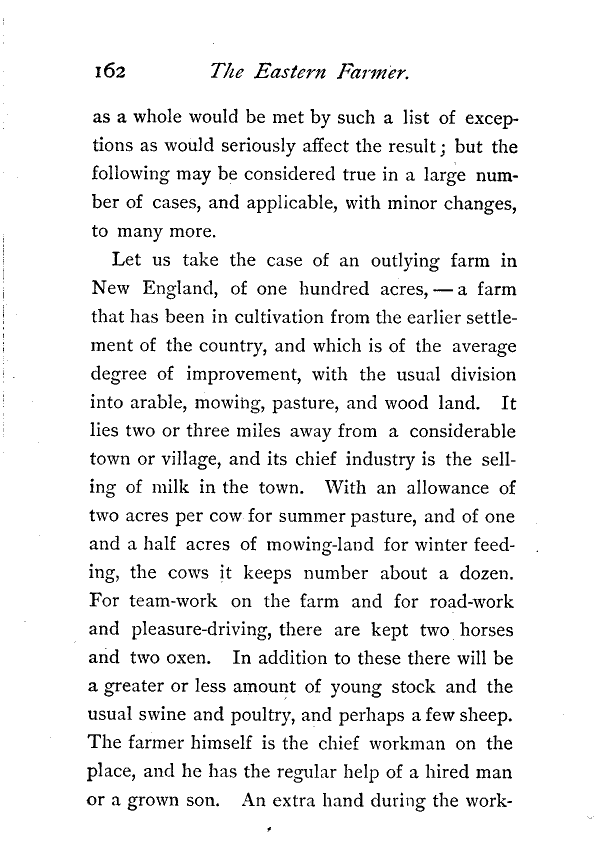 162 The Eastern Farmer.
as a whole would be met by such a list of excep-
tions as would seriously affect the result; but the
following may be considered true in a large num-
ber of cases, and applicable, with minor changes,
to many more.
Let us take the case of an outlying farm in
New England, of one hundred acres, — a farm
that has been in cultivation from the earlier settle-
ment of the country, and which is of the average
degree of improvement, with the usual division
into arable, mowing, pasture, and wood land. It
lies two or three miles away from a considerable
town or village, and its chief industry is the sell-
ing of milk in the town. With an allowance of
two acres per cow for summer pasture, and of one
and a half acres of mowing-land for winter feed-
ing, the cows it keeps number about a dozen.
For team-work on the farm and for road-work
and pleasure-driving, there are kept two horses
and two oxen. In addition to these there will be
a greater or less amount of young stock and the
usual swine and poultry, and perhaps a few sheep.
The farmer himself is the chief workman on the
place, and he has the regular help of a hired man
or a grown son. An extra hand during the work-